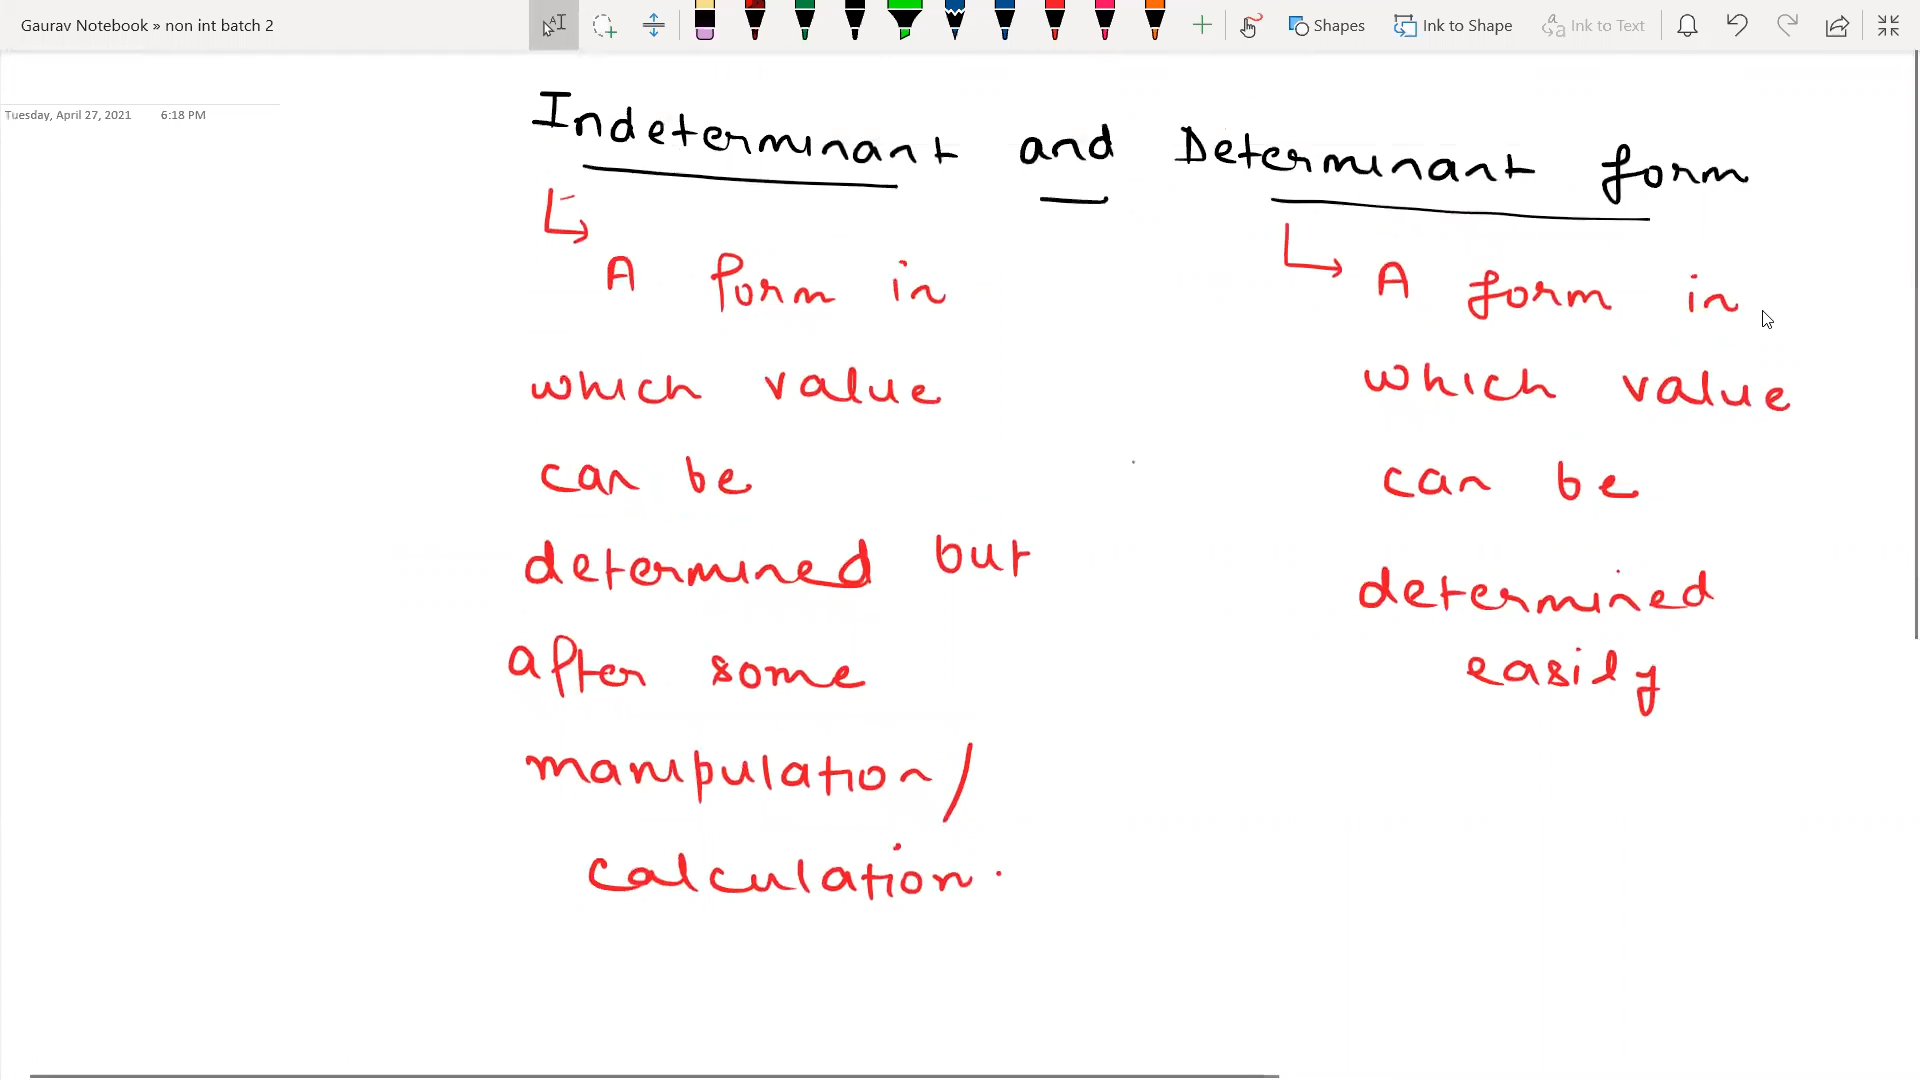 Gaurav Notebook » non int batch 2
Shapes
Ink to Shape
Ink to Text
Tuesday, April 27, 2021 6:18 PM
Indeterminant and Determinant form
A form in
which value
can be
determined but
after some
manipulation/
calculation.
A form in
which value
can be
determined
easily